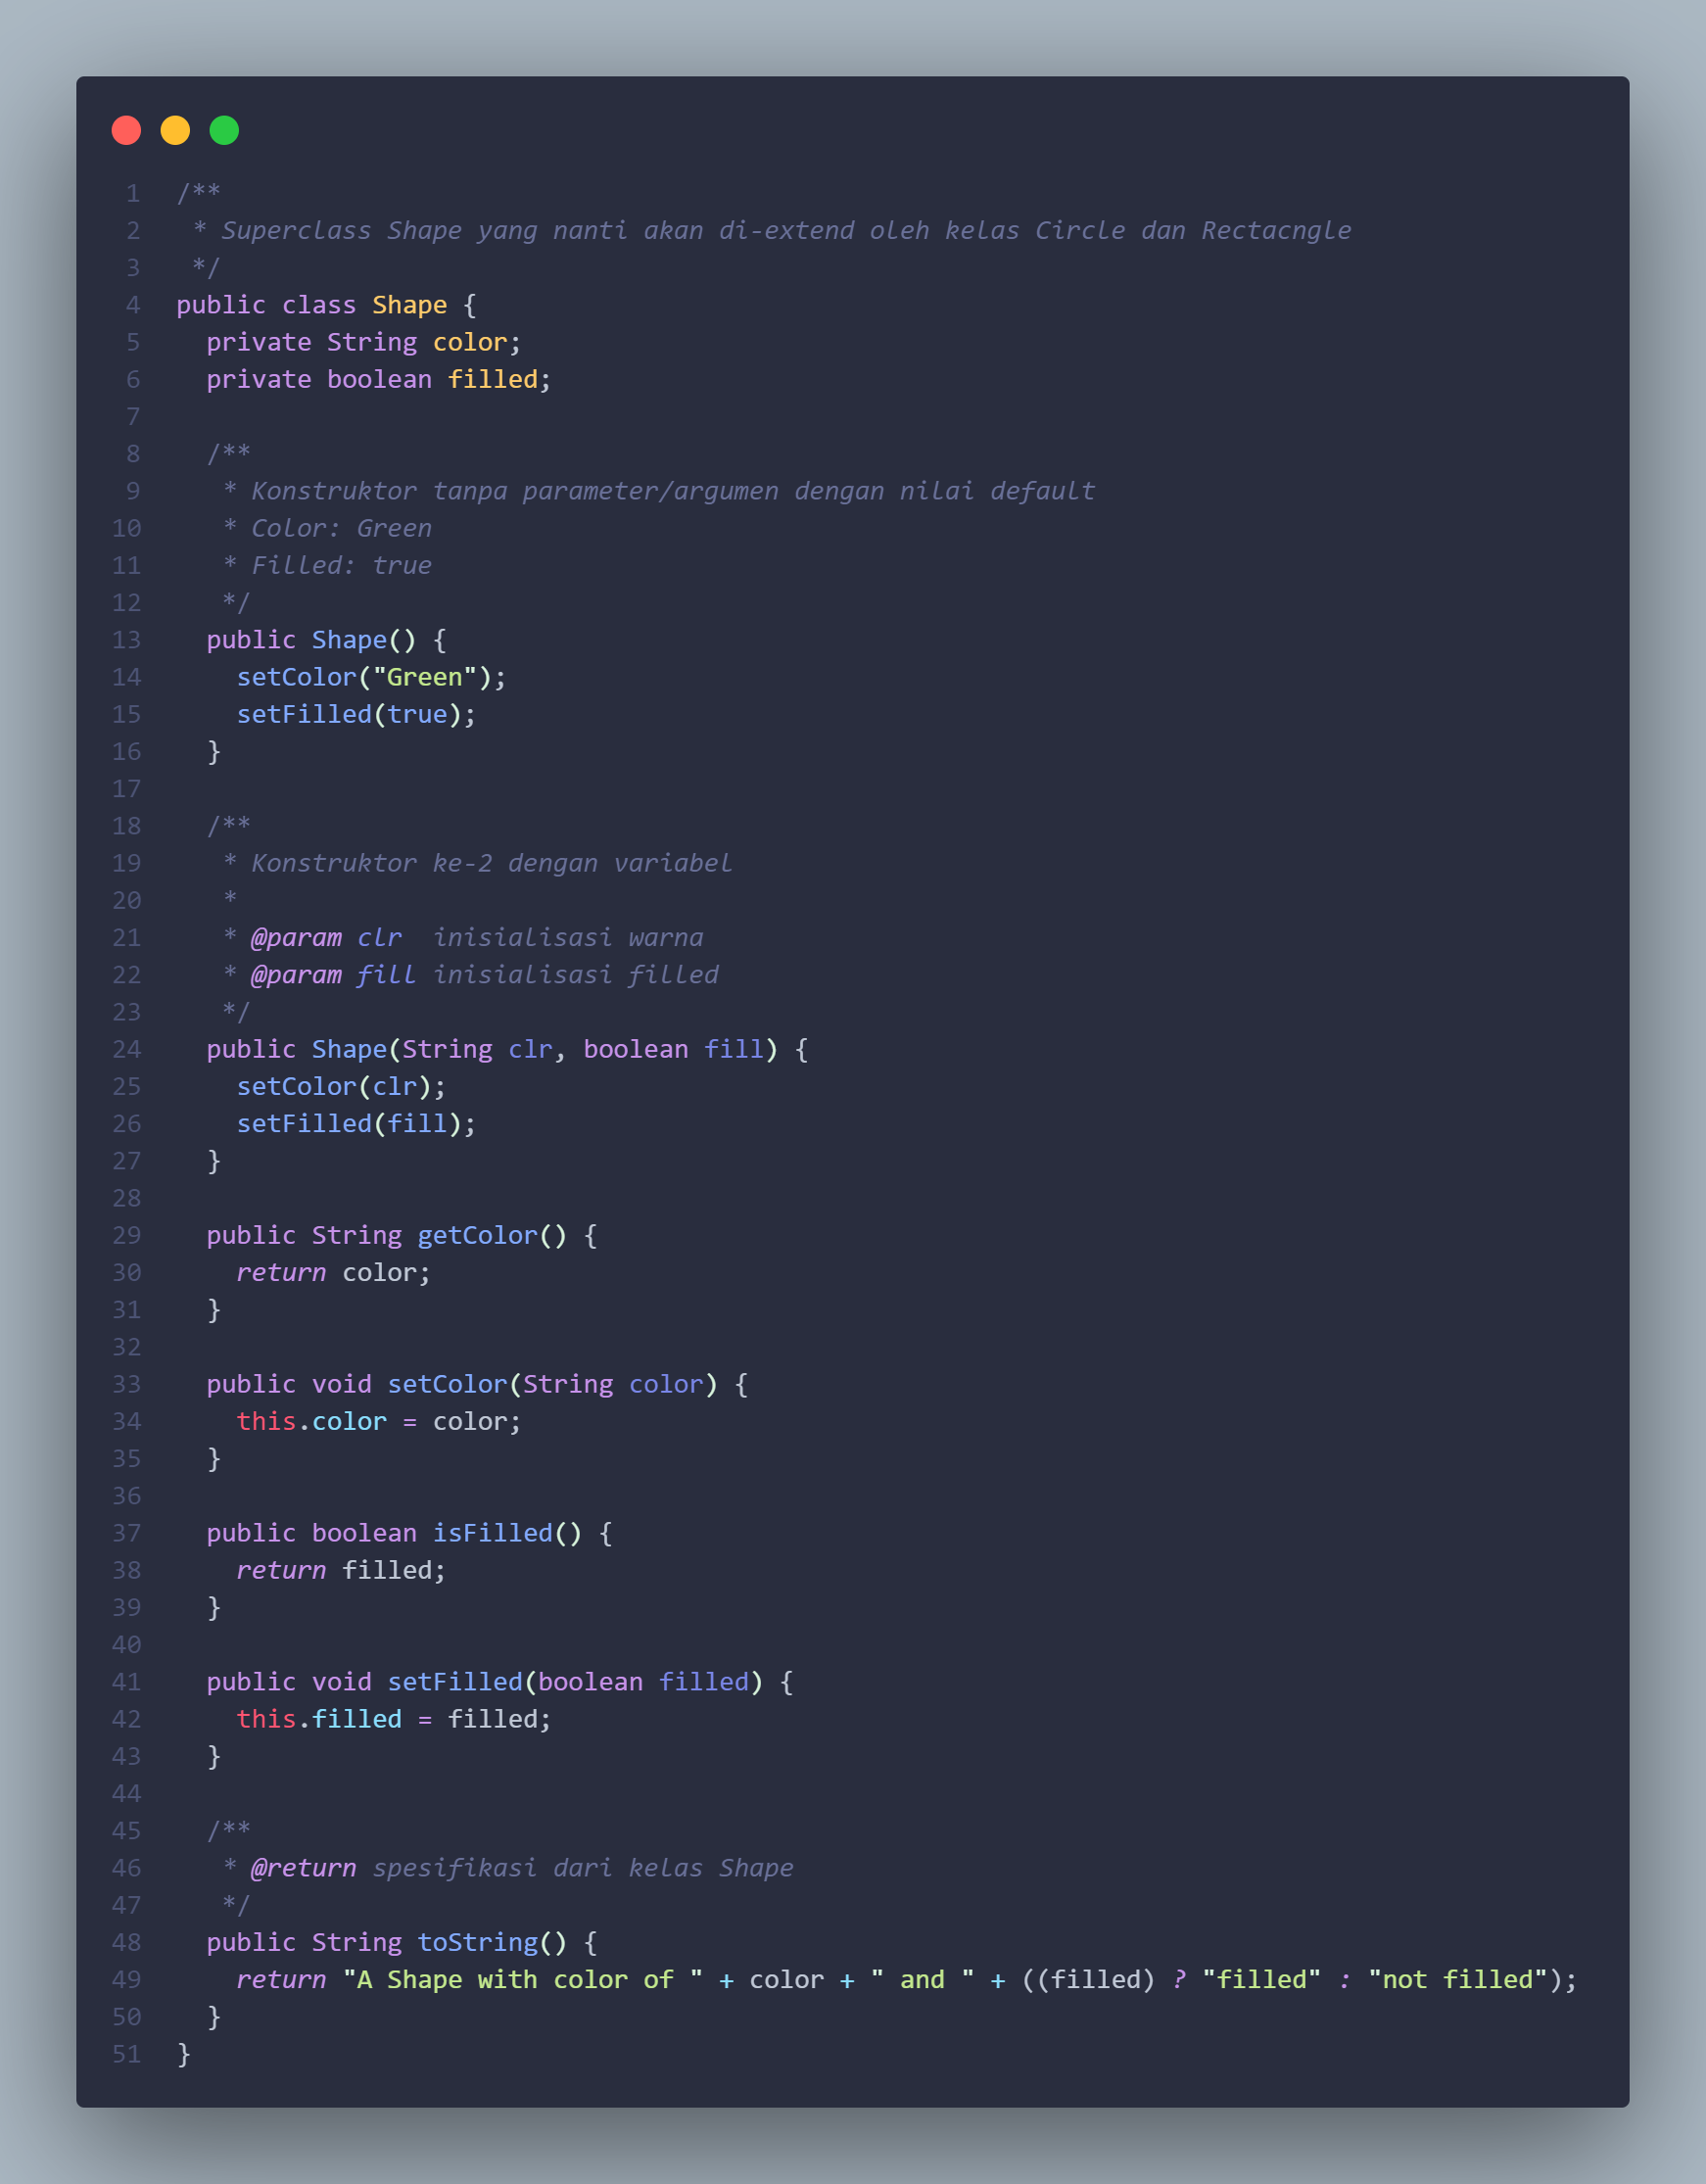 1 /**
2  * Superclass Shape yang nanti akan di-extend oleh kelas Circle dan Rectacngle
3  */
4 public class Shape {
5   private String color;
6   private boolean filled;
7
8   /**
9    * Konstruktor tanpa parameter/argumen dengan nilai default
10    * Color: Green
11    * Filled: true
12    */
13   public Shape() {
14     setColor("Green");
15     setFilled(true);
16   }
17
18   /**
19    * Konstruktor ke-2 dengan variabel
20    *
21    * @param clr  inisialisasi warna
22    * @param fill inisialisasi filled
23    */
24   public Shape(String clr, boolean fill) {
25     setColor(clr);
26     setFilled(fill);
27   }
28
29   public String getColor() {
30     return color;
31   }
32
33   public void setColor(String color) {
34     this.color = color;
35   }
36
37   public boolean isFilled() {
38     return filled;
39   }
40
41   public void setFilled(boolean filled) {
42     this.filled = filled;
43   }
44
45   /**
46    * @return spesifikasi dari kelas Shape
47    */
48   public String toString() {
49     return "A Shape with color of " + color + " and " + ((filled) ? "filled" : "not filled");
50   }
51 }